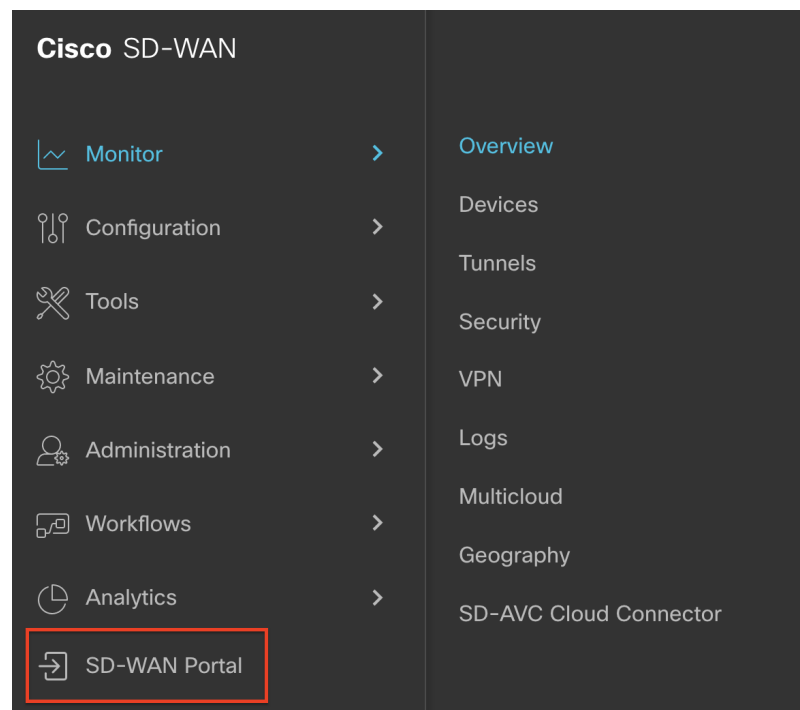 Cisco SD-WAN
Monitor
Configuration
Tools
Maintenance
Administration
Workflows
Analytics
SD-WAN Portal
Overview
Devices
Tunnels
Security
VPN
Logs
Multicloud
Geography
SD-AVC Cloud Connector